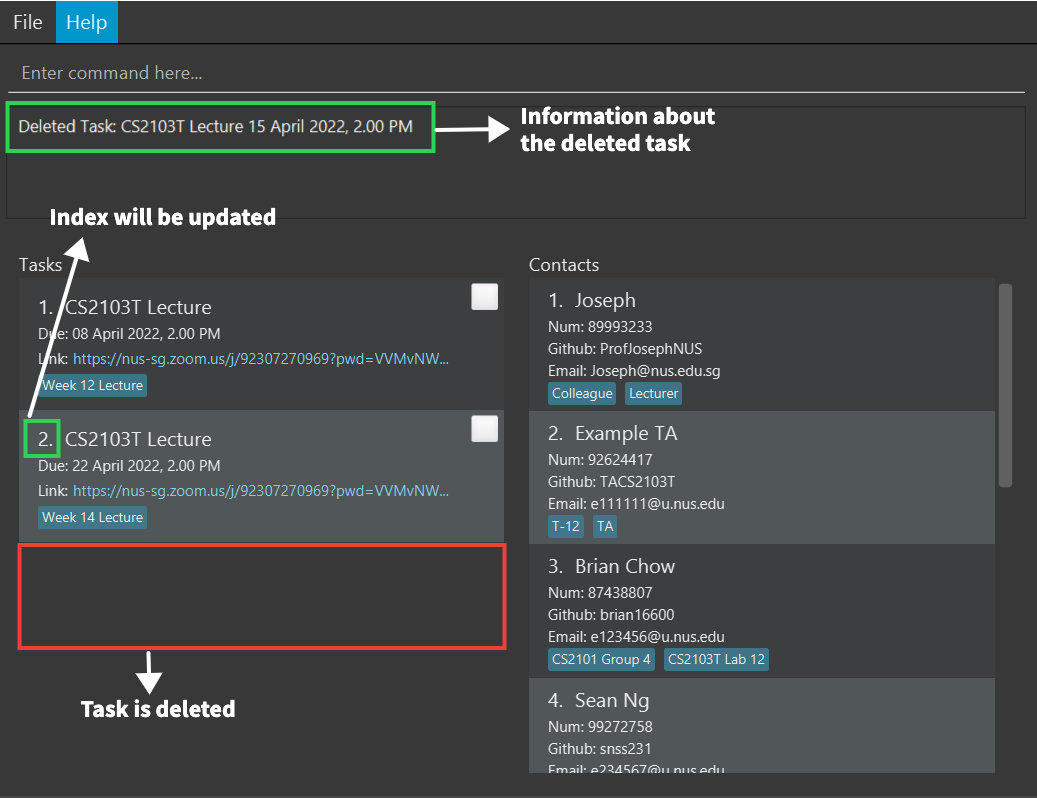 File Help
Enter command here...
Deleted Task: CS2103T Lecture 15 April 2022, 2.00 PM
Information about
the deleted task
Index will be updated
Tasks
1. CS2103T Lecture
Due: 08 April 2022, 2.00 PM
Link: https://nus-sg.zoom.us/j/92307270969?pwd=VVMvNW...
Week 12 Lecture
2. CS2103T Lecture
Due: 22 April 2022, 2.00 PM
Link: https://nus-sg.zoom.us/j/92307270969?pwd=VVMvNW...
Week 14 Lecture
Task is deleted
Contacts
1. Joseph
Num: 89993233
Github: ProfJosephNUS
Email: Joseph@nus.edu.sg
Colleague Lecturer
2. Example TA
Num: 92624417
Github: TACS2103T
Email: e111111@u.nus.edu
T-12 TA
3. Brian Chow
Num: 87438807
Github: brian16600
Email: e123456@u.nus.edu
CS2101 Group 4 CS2103T Lab 12
4. Sean Ng
Num: 99272758
Github: snss231
Email: e234567@u.nus.edu